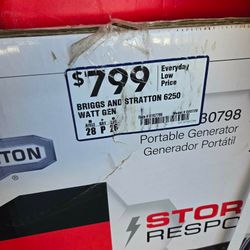 $799
Everyday
Low
Price
BRIGGS AND STRATTON 6250
WATT GEN
28 P
TON
®
30798
Portable Generator
Generador Portátil
STOR
RESPO